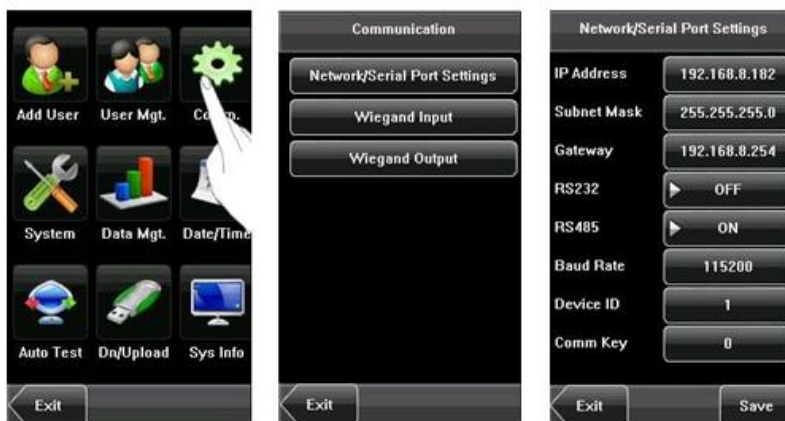 Add User User Mgt. Comm.
System Data Mgt. Date/Time
Auto Test Dn/Upload Sys Info
Exit
Communication
Network/Serial Port Settings
Wiegand Input
Wiegand Output
Exit
Network/Serial Port Settings
IP Address 192.168.8.182
Subnet Mask 255.255.255.0
Gateway 192.168.8.254
RS232 OFF
RS485 ON
Baud Rate 115200
Device ID 1
Comm Key 0
Exit Save